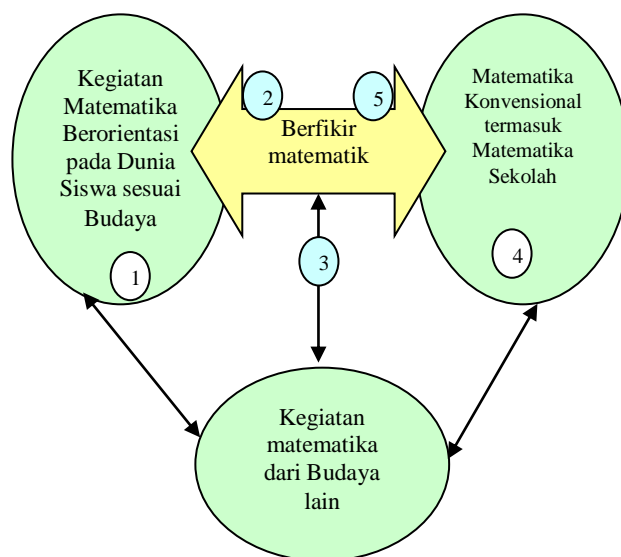 Kegiatan
Matematika
Berorientasi
pada Dunia
Siswa sesuai
Budaya
1
2
5
Berfikir
matematik
3
Matematika
Konvensional
termasuk
Matematika
Sekolah
4
Kegiatan
matematika
dari Budaya
lain